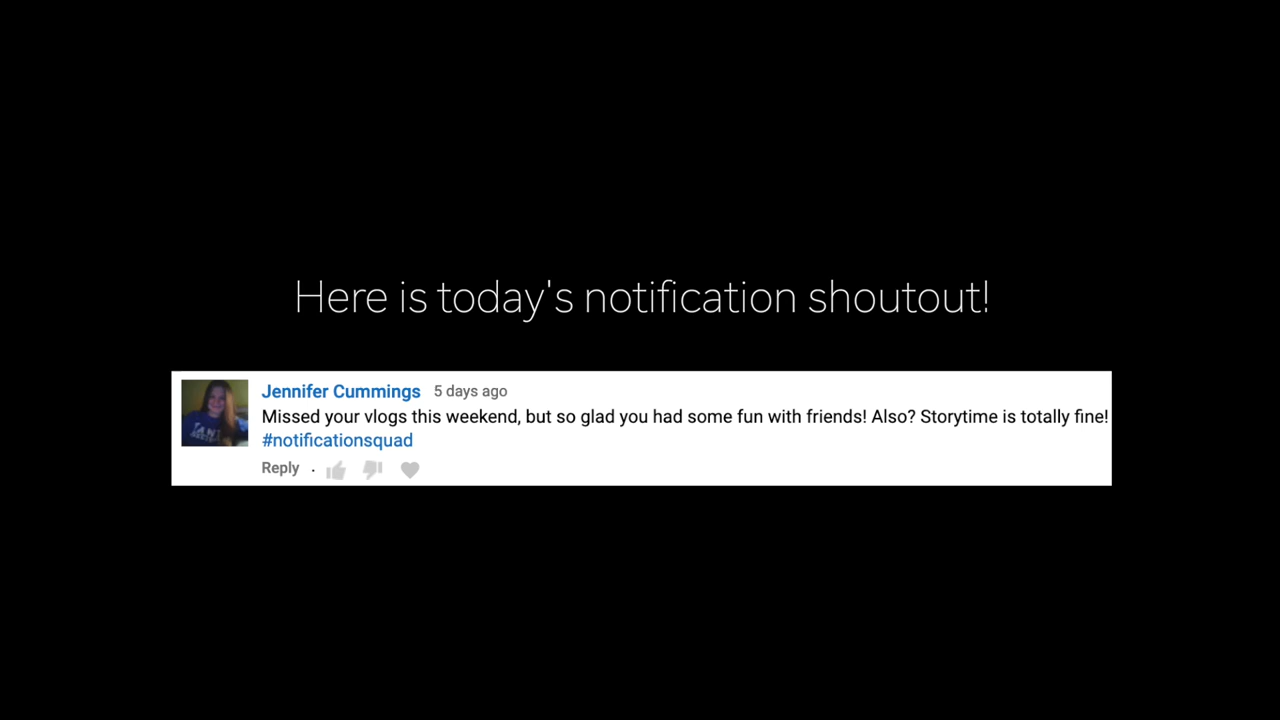 Here is today's notification shoutout!
Jennifer Cummings 5 days ago
Missed your vlogs this weekend, but so glad you had some fun with friends! Also? Storytime is totally fine!
#notificationsquad
Reply .